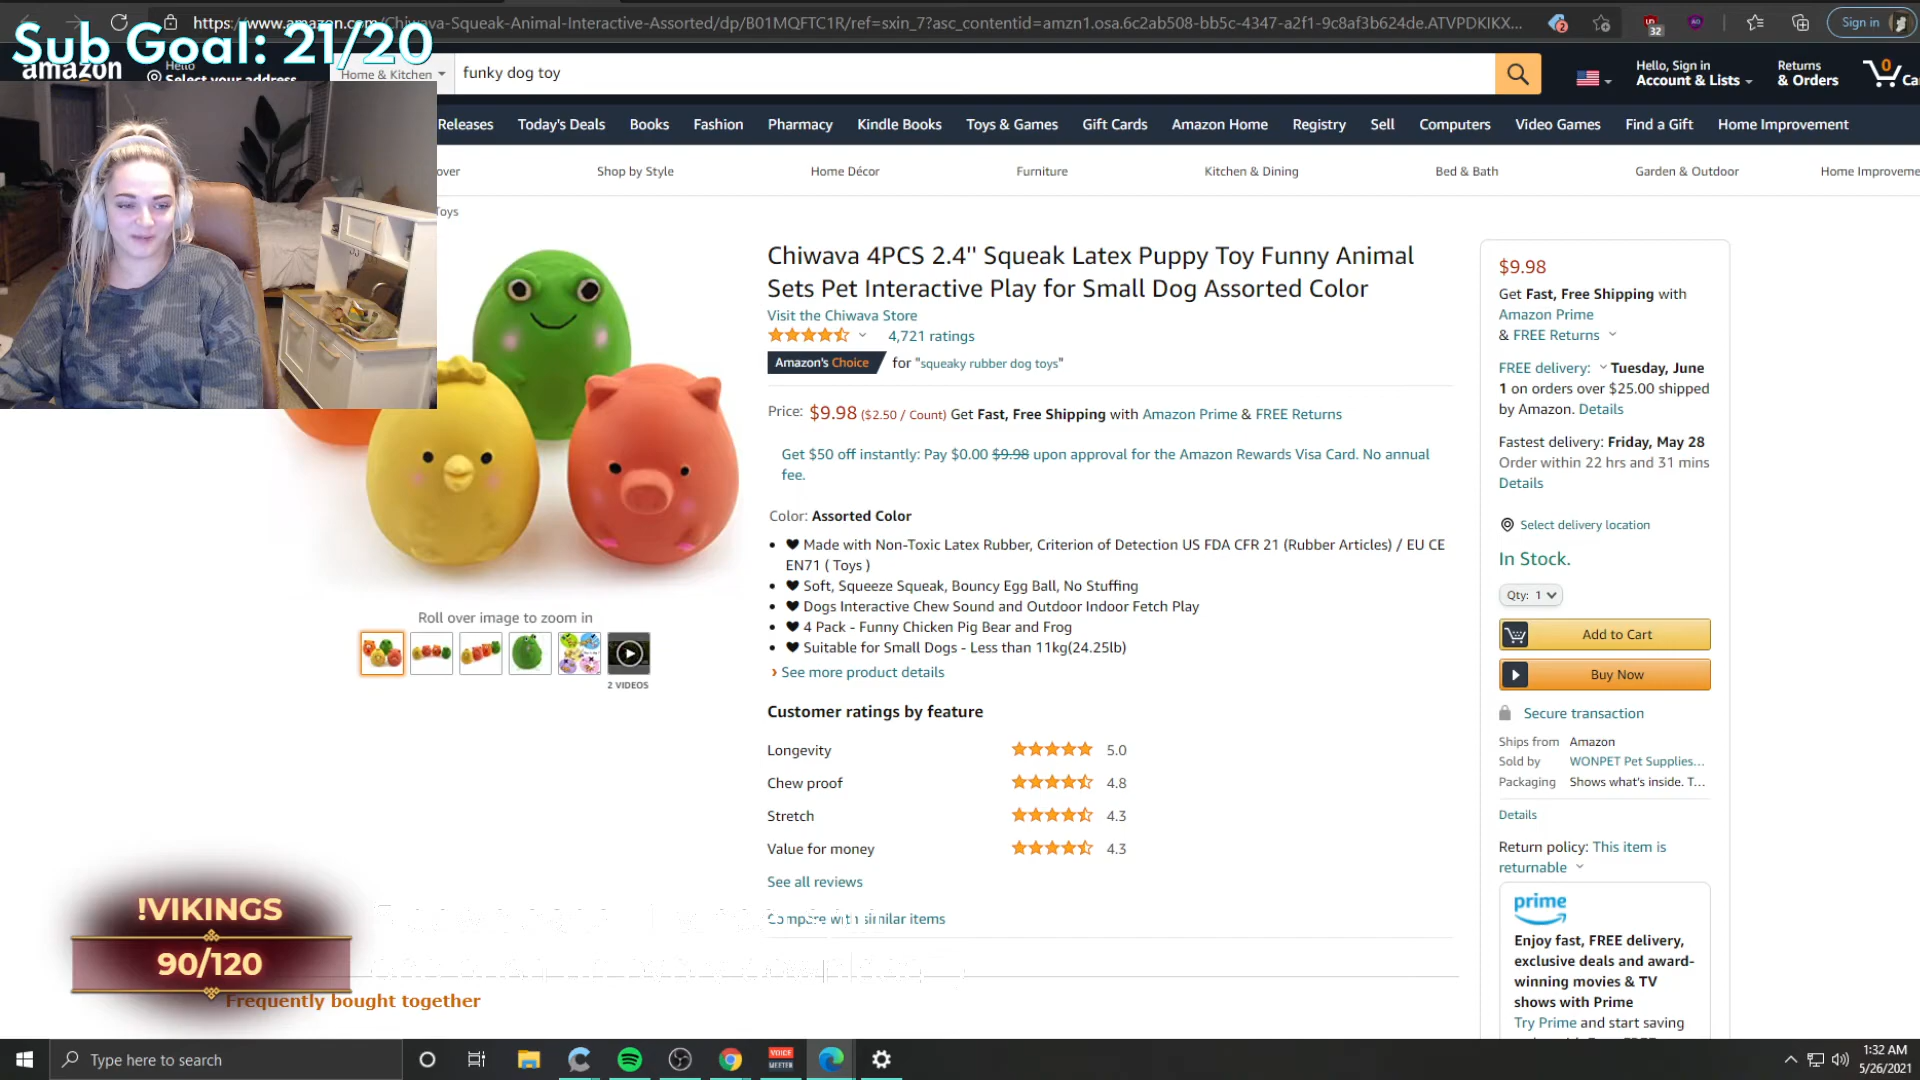 https://www.amazon.com/Chiwava-Squeak-Animal-Interactive-Assorted/dp/B01MQFTC1R/ref=sxin_7?asc_contentid=amzn1.osa.6c2ab508-bb5c-4347-a2f1-9c8af3b624de.ATVPDKIKX...
32
Sign in
Sub Goal: 21/20
amazon
Hello
Select your address
Home & Kitchen
funky dog toy
Hello, Sign in
Account & Lists
Returns
& Orders
0
Releases
Today's Deals
Books
Fashion
Pharmacy
Kindle Books
Toys & Games
Gift Cards
Amazon Home
Registry
Sell
Computers
Video Games
Find a Gift
Home Improvement
over
Shop by Style
Home Décor
Furniture
Kitchen & Dining
Bed & Bath
Garden & Outdoor
Home Improveme
Toys
Chiwava 4PCS 2.4'' Squeak Latex Puppy Toy Funny Animal
Sets Pet Interactive Play for Small Dog Assorted Color
Visit the Chiwava Store
4,721 ratings
Amazon's Choice for "squeaky rubber dog toys"
Price: $9.98 ($2.50 / Count) Get Fast, Free Shipping with Amazon Prime & FREE Returns
Get $50 off instantly: Pay $0.00 $9.98 upon approval for the Amazon Rewards Visa Card. No annual
fee.
Color: Assorted Color
• ♥ Made with Non-Toxic Latex Rubber, Criterion of Detection US FDA CFR 21 (Rubber Articles) / EU CE
EN71 ( Toys )
• ♥ Soft, Squeeze Squeak, Bouncy Egg Ball, No Stuffing
• ♥ Dogs Interactive Chew Sound and Outdoor Indoor Fetch Play
• ♥ 4 Pack - Funny Chicken Pig Bear and Frog
• ♥ Suitable for Small Dogs - Less than 11kg(24.25lb)
› See more product details
Roll over image to zoom in
2 VIDEOS
Customer ratings by feature
Longevity 5.0
Chew proof 4.8
Stretch 4.3
Value for money 4.3
See all reviews
Compare with similar items
$9.98
Get Fast, Free Shipping with
Amazon Prime
& FREE Returns
FREE delivery: Tuesday, June
1 on orders over $25.00 shipped
by Amazon. Details
Fastest delivery: Friday, May 28
Order within 22 hrs and 31 mins
Details
Select delivery location
In Stock.
Qty: 1
Add to Cart
Buy Now
Secure transaction
Ships from Amazon
Sold by WONPET Pet Supplies...
Packaging Shows what's inside. T...
Details
Return policy: This item is
returnable
prime
Enjoy fast, FREE delivery,
exclusive deals and award-
winning movies & TV
shows with Prime
Try Prime and start saving
!VIKINGS
90/120
Frequently bought together
Type here to search
VOICE
MEETER
1:32 AM
5/26/2021